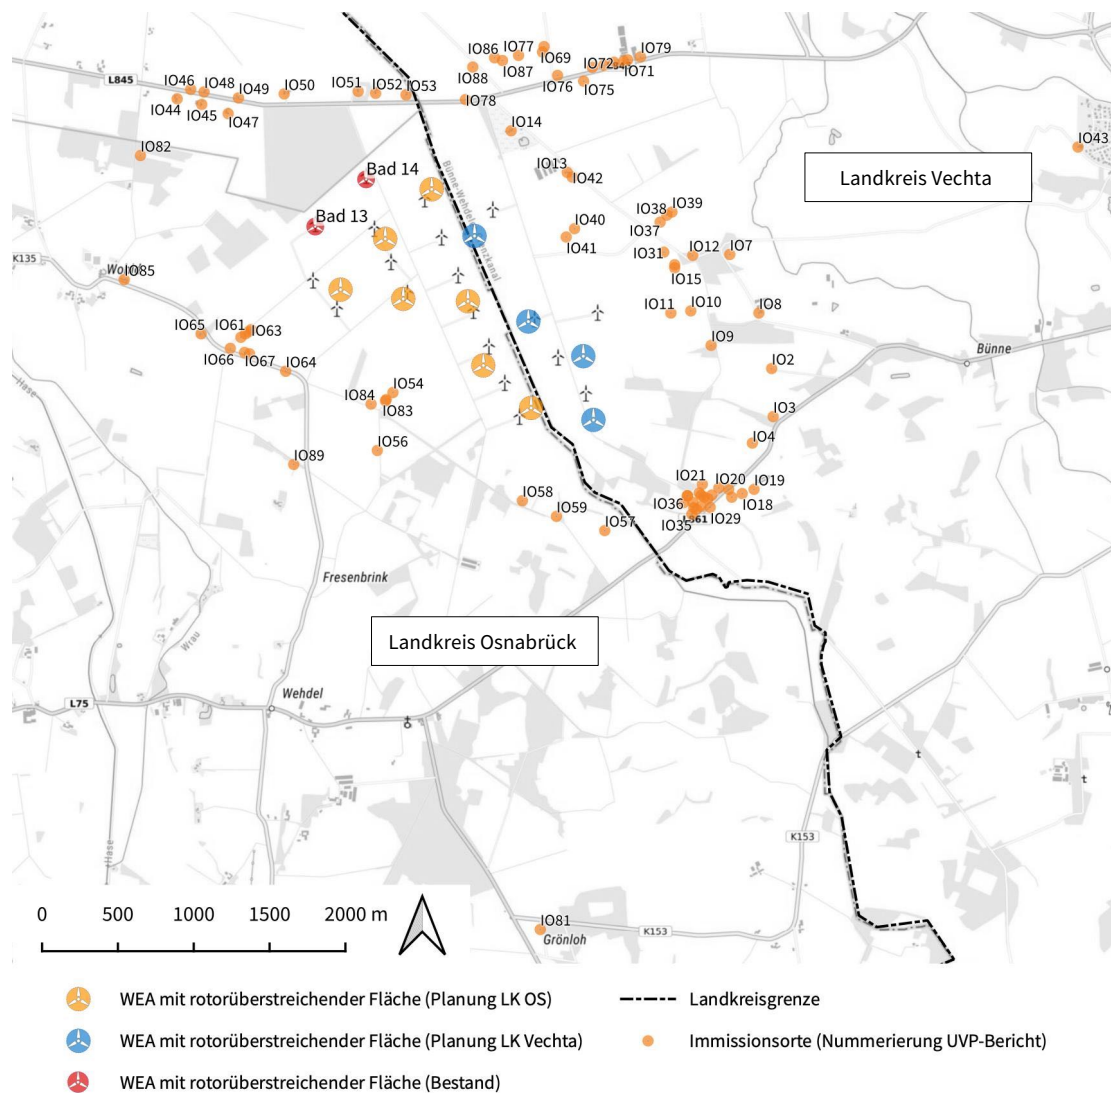 IO86
IO77
IO69
IO79
IO88
IO87
IO72
IO71
L845
IO46
IO48
IO49
IO50
IO51
IO52
IO53
IO76
IO75
IO44
IO45
IO47
IO78
IO14
IO82
IO43
Bad 14
IO13
IO42
Landkreis Vechta
Bad 13
IO38
IO39
IO37
IO40
IO41
IO31
IO12
IO7
IO15
K135
IO85
IO11
IO10
IO8
IO65
IO61
IO63
IO66
IO67
IO64
IO9
IO2
Bünne
Hase
IO84
IO54
IO83
IO3
IO56
IO4
IO89
IO21
IO20
IO19
IO58
IO59
IO57
IO36
IO18
IO35
IO29
Fresenbrink
Wrau
Landkreis Osnabrück
L75
Wehdel
K153
Hase
0 500 1000 1500 2000 m
IO81
Grönloh
K153
WEA mit rotorüberstreichender Fläche (Planung LK OS)
Landkreisgrenze
WEA mit rotorüberstreichender Fläche (Planung LK Vechta)
Immissionsorte (Nummerierung UVP-Bericht)
WEA mit rotorüberstreichender Fläche (Bestand)